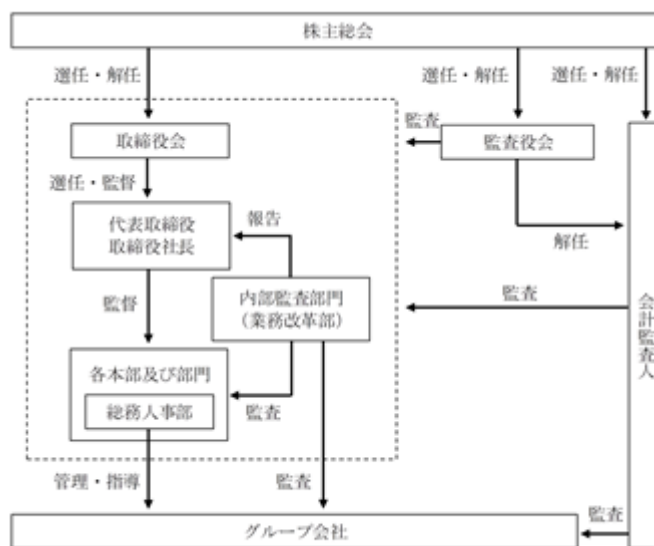 株主総会
選任・解任
選任・解任
選任・解任
取締役会
監査
監査役会
選任・監督
代表取締役
取締役社長
報告
解任
監督
内部監査部門
(業務改革部)
監査
会計監査人
各本部及び部門
総務人事部
監査
管理・指導
監査
監査
グループ会社